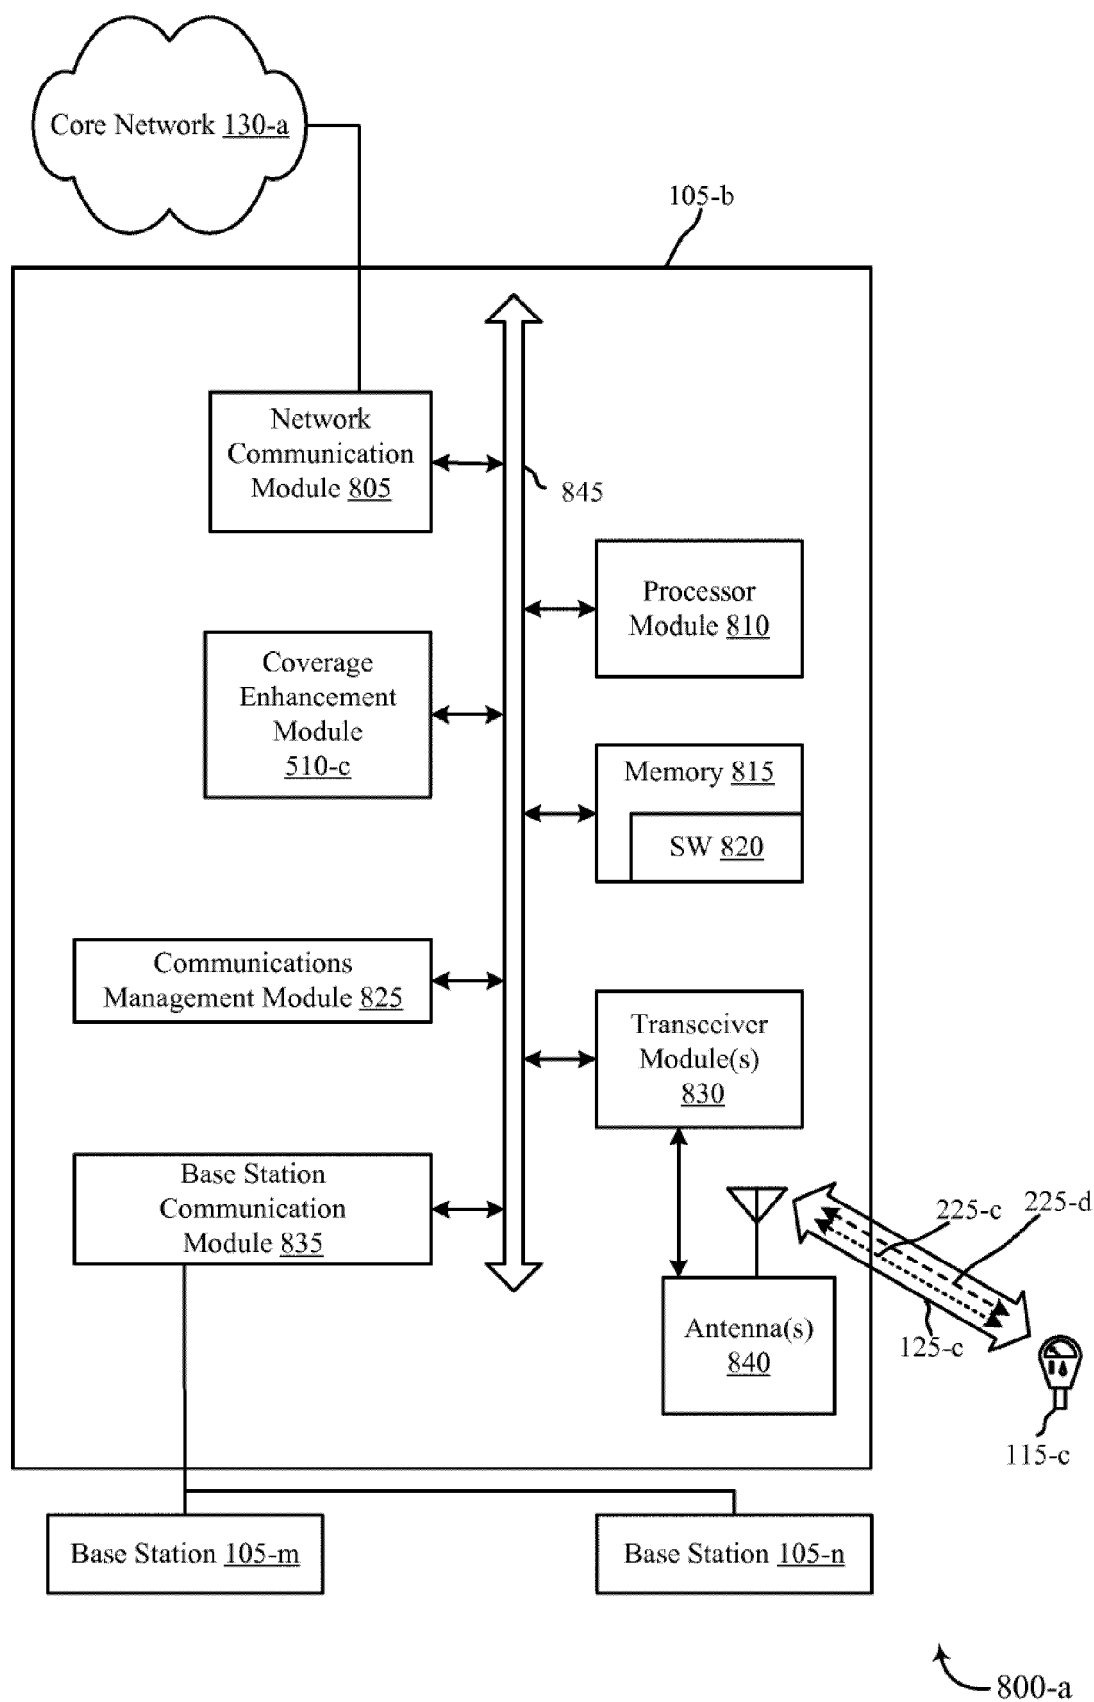 Core Network 130-a
105-b
Network
Communication
Module 805
845
Processor
Module 810
Coverage
Enhancement
Module
510-c
Memory 815
SW 820
Communications
Management Module 825
Transceiver
Module(s)
830
Base Station
Communication
Module 835
225-c
225-d
Antenna(s)
840
125-c
115-c
Base Station 105-m
Base Station 105-n
800-a